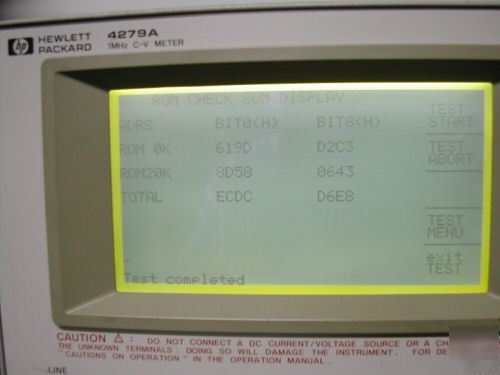 hp HEWLETT PACKARD 4279A
1MHz C-V METER
ROM CHECK SUM DISPLAY
ADRS BIT0(H) BIT8(H)
ROM 0K 619D D2C3
ROM20K 8D58 0643
TOTAL ECDC D6E8
TEST START
TEST ABORT
TEST MENU
exit TEST
Test completed
CAUTION ⚠: DO NOT CONNECT A DC CURRENT/VOLTAGE SOURCE OR A CH
THE UNKNOWN TERMINALS: DOING SO WILL DAMAGE THE INSTRUMENT. FOR DE
"CAUTIONS ON OPERATION" IN THE OPERATION MANUAL.
LINE